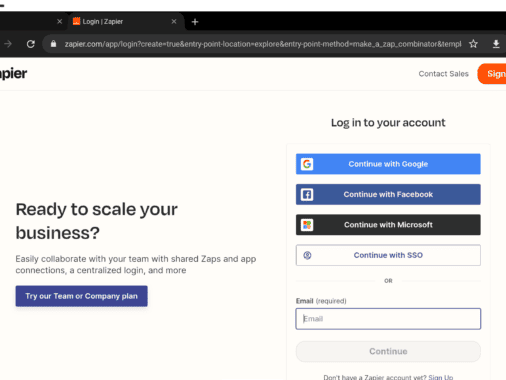 Login | Zapier
zapier.com/app/login?create=true&entry-point-location=explore&entry-point-method=make_a_zap_combinator&templ
apier
Contact Sales
Sign
Log in to your account
Continue with Google
Continue with Facebook
Continue with Microsoft
Continue with SSO
OR
Ready to scale your
business?
Easily collaborate with your team with shared Zaps and app
connections, a centralized login, and more
Try our Team or Company plan
Email (required)
Email
Continue
Don't have a Zapier account yet? Sign Up